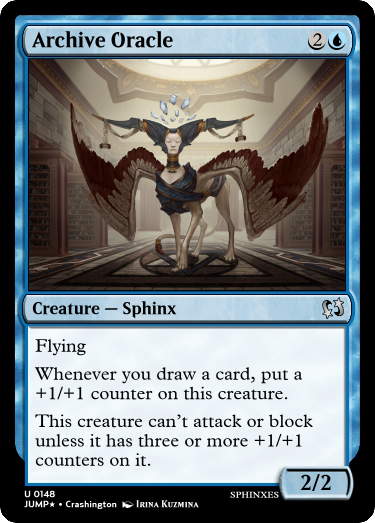 Archive Oracle 2
Creature — Sphinx
Flying
Whenever you draw a card, put a
+1/+1 counter on this creature.
This creature can't attack or block
unless it has three or more +1/+1
counters on it.
2/2
U 0148
SPHINXES
JUMP★ • Crashington Irina Kuzmina